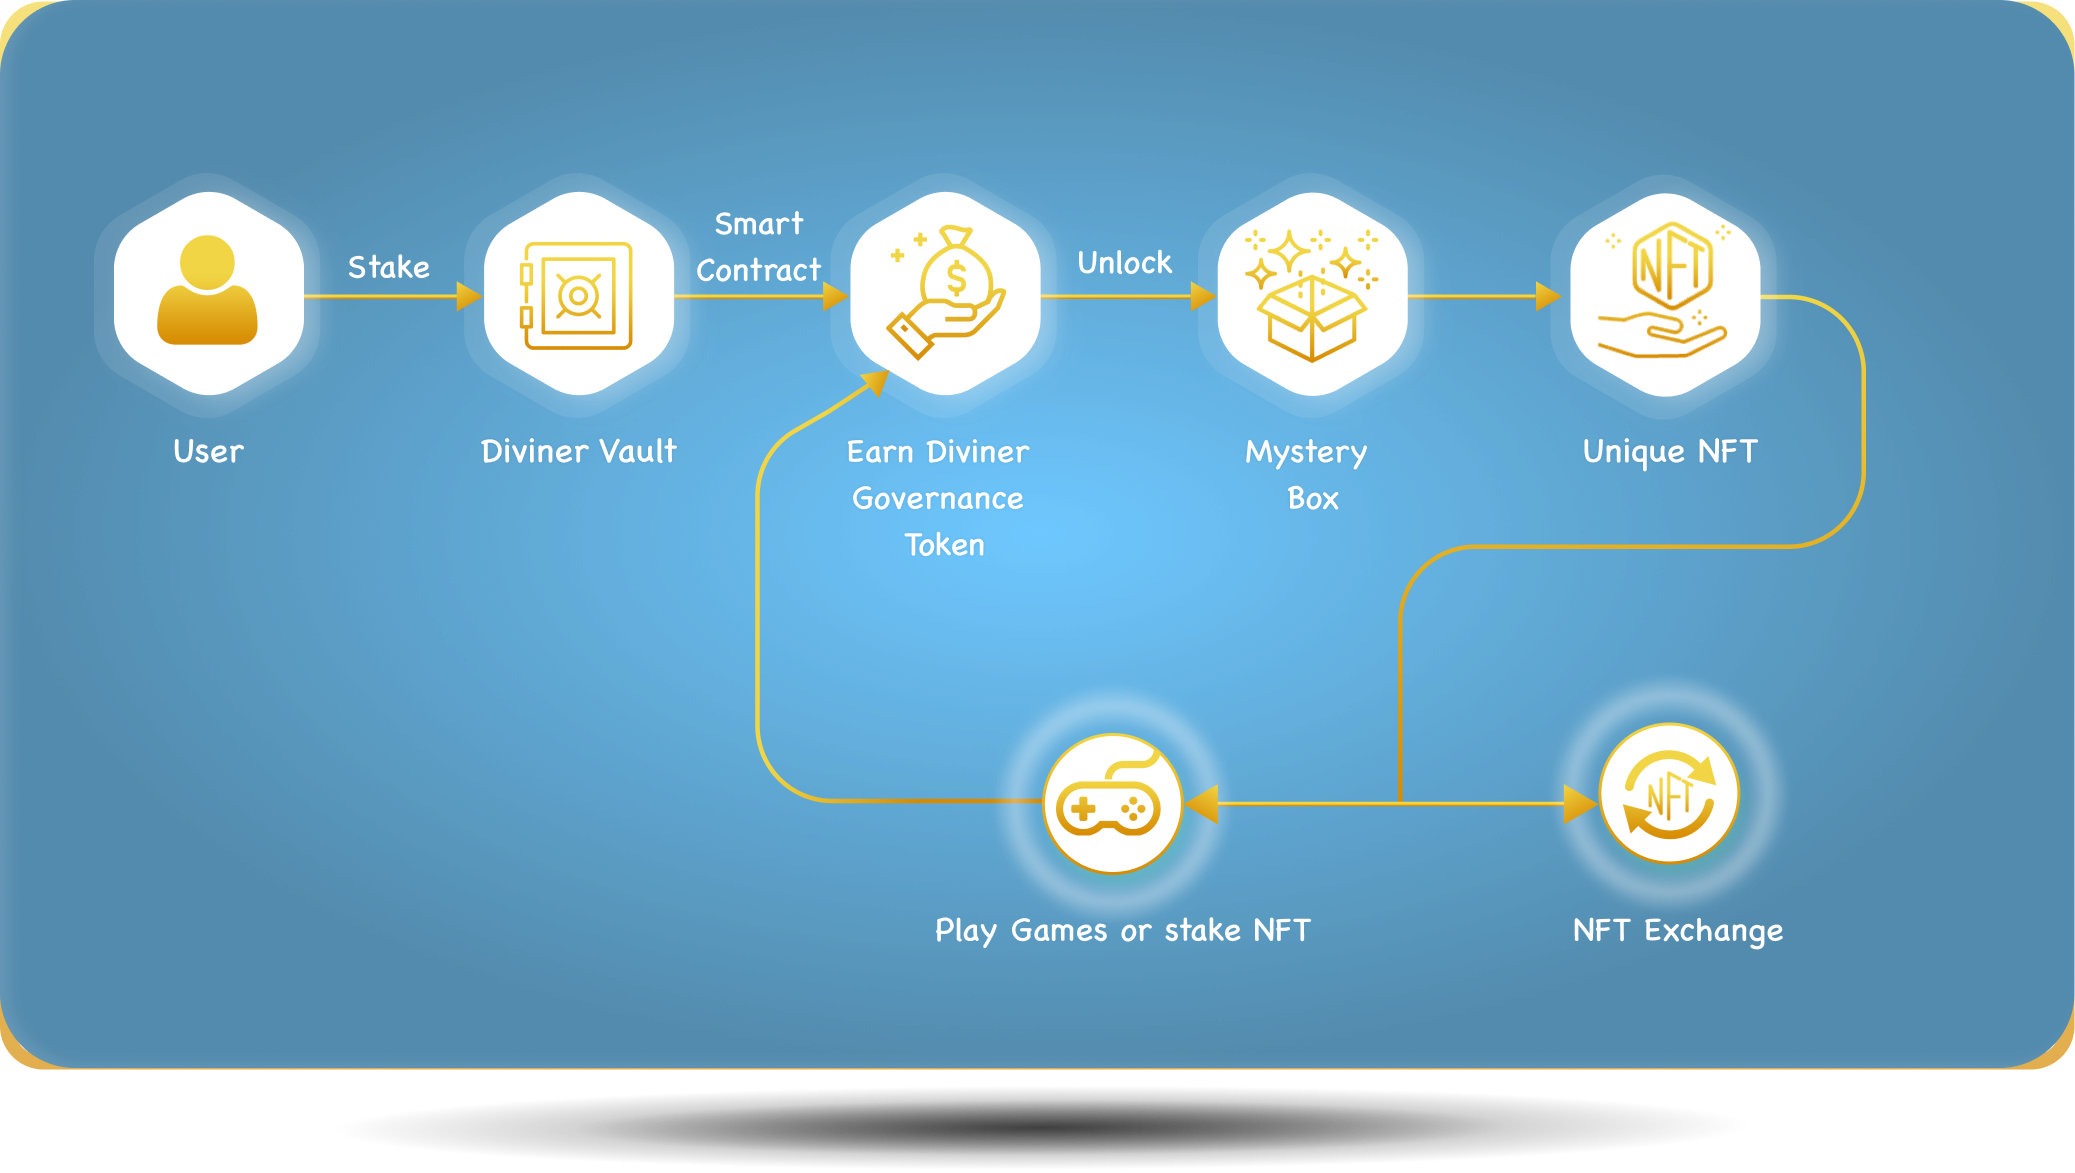 Stake
Smart
Contract
Unlock
$
NFT
User
Diviner Vault
Earn Diviner
Governance
Token
Mystery
Box
Unique NFT
NFT
Play Games or stake NFT
NFT Exchange